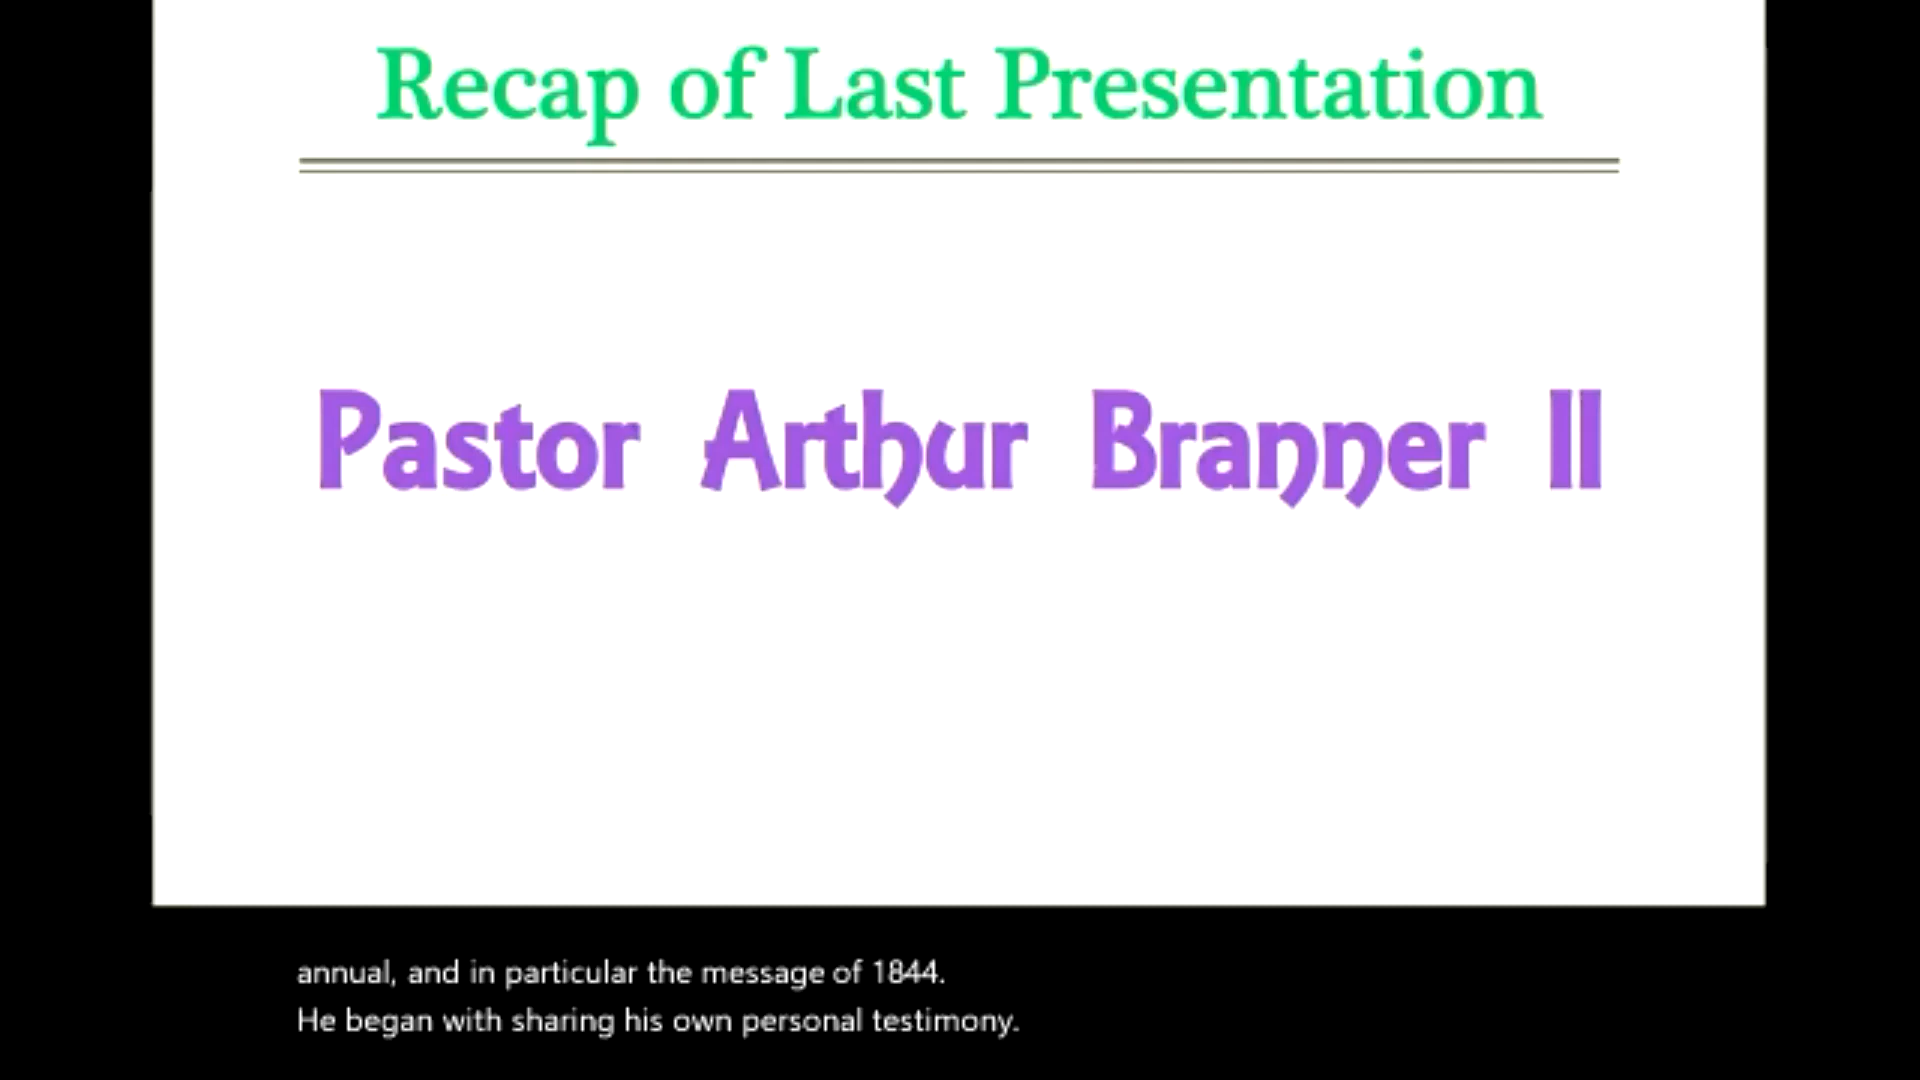 Recap of Last Presentation
Pastor Arthur Branner II
annual, and in particular the message of 1844.
He began with sharing his own personal testimony.